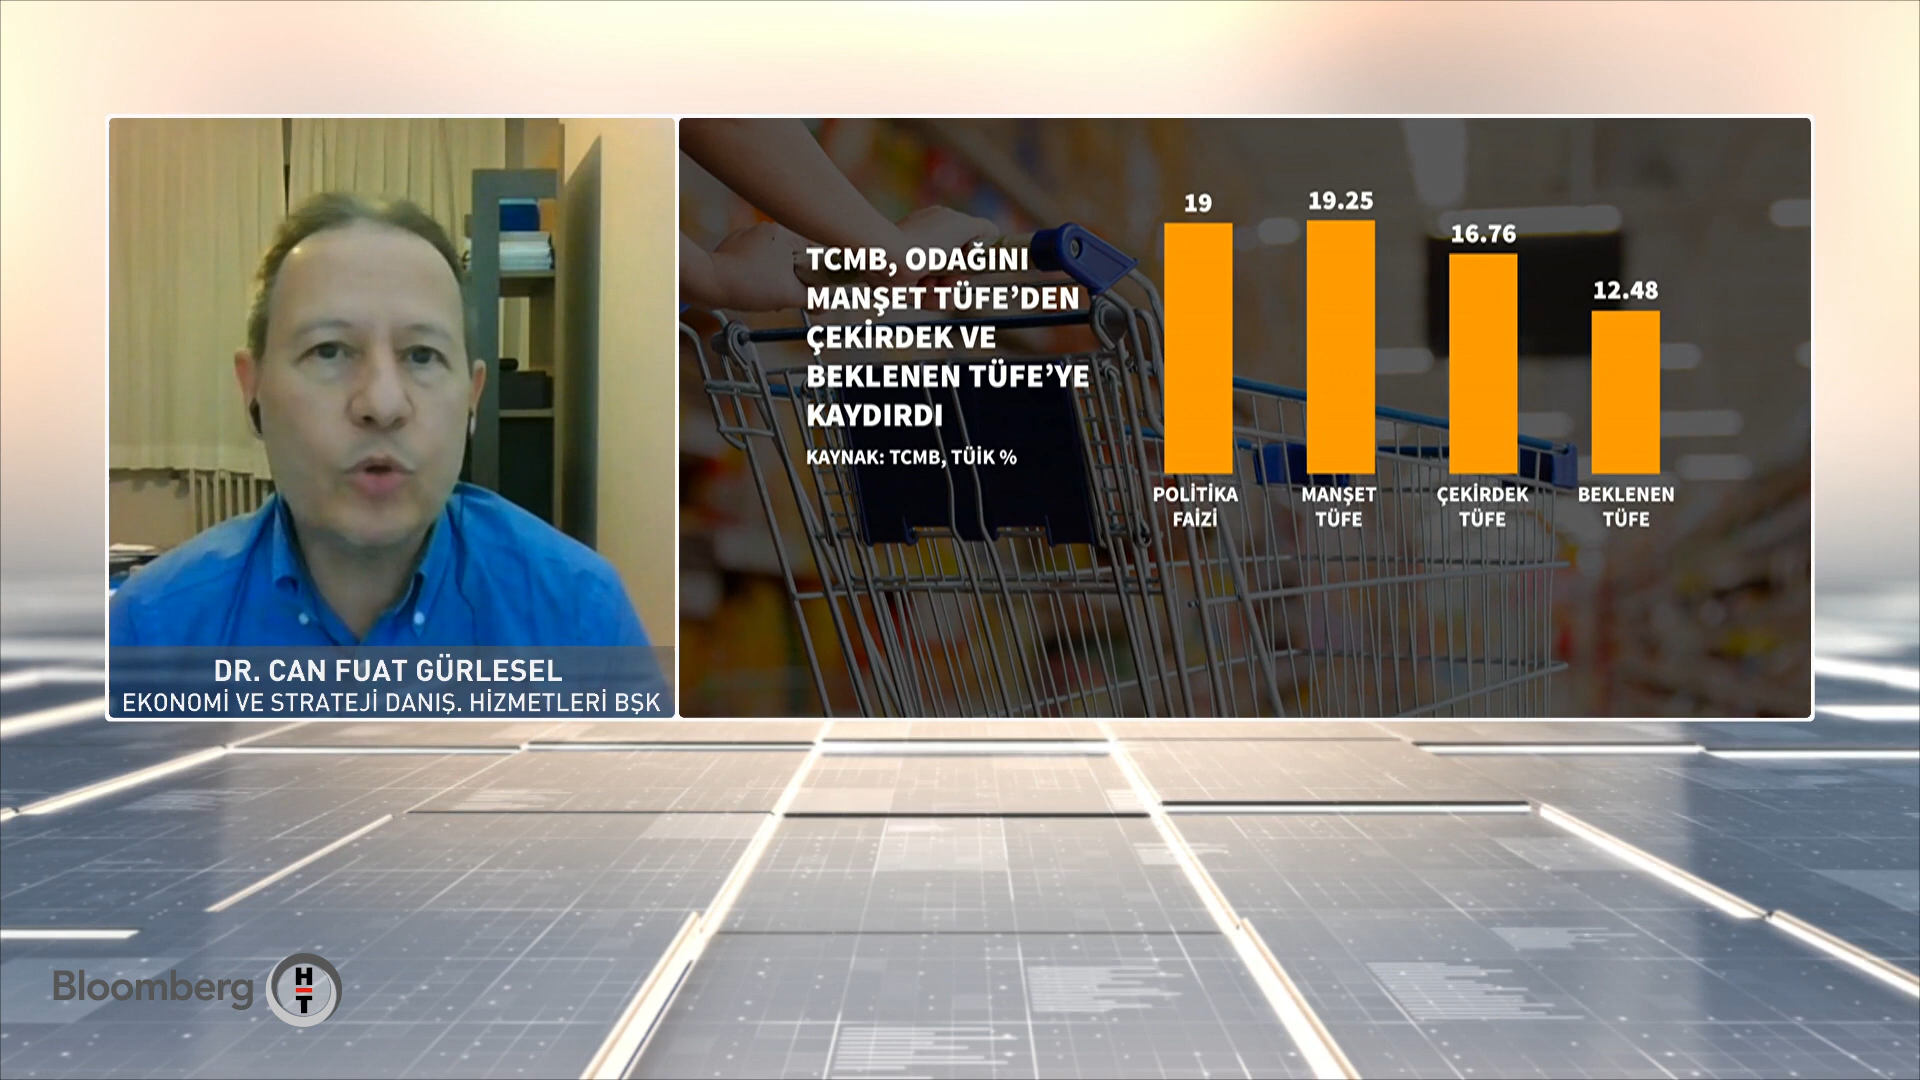 DR. CAN FUAT GÜRLESEL
EKONOMİ VE STRATEJİ DANIŞ. HİZMETLERİ BŞK
TCMB, ODAĞINI
MANŞET TÜFE’DEN
ÇEKİRDEK VE
BEKLENEN TÜFE’YE
KAYDIRDI
KAYNAK: TCMB, TÜİK %
19
19.25
16.76
12.48
POLİTİKA
FAİZİ
MANŞET
TÜFE
ÇEKİRDEK
TÜFE
BEKLENEN
TÜFE
Bloomberg HT